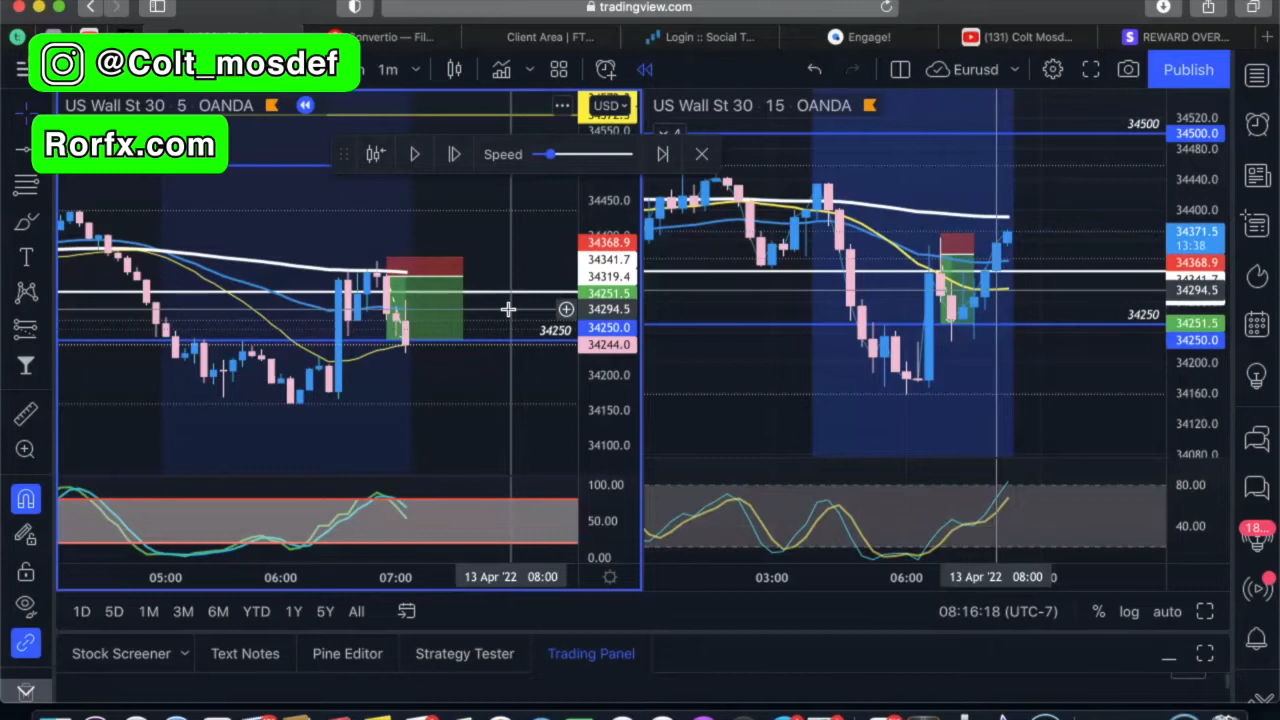 tradingview.com
Convertio — Fil...
Client Area | FT...
Login :: Social T...
Engage!
(131) Colt Mosd...
REWARD OVER...
@Colt_mosdef
1m
Eurusd
Publish
US Wall St 30 5 OANDA
USD
US Wall St 30 15 OANDA
Rorfx.com
Speed
34550.0
34450.0
34368.9
34341.7
34319.4
34251.5
34294.5
34250
34250.0
34244.0
34200.0
34150.0
34100.0
100.00
50.00
0.00
05:00 06:00 07:00 13 Apr '22 08:00
34500
34520.0
34500.0
34480.0
34440.0
34400.0
34371.5
13:38
34368.9
34294.5
34250
34251.5
34250.0
34200.0
34160.0
34080.0
80.00
40.00
03:00 06:00 13 Apr '22 08:00
18...
1D 5D 1M 3M 6M YTD 1Y 5Y All
08:16:18 (UTC-7) % log auto
Stock Screener Text Notes Pine Editor Strategy Tester Trading Panel